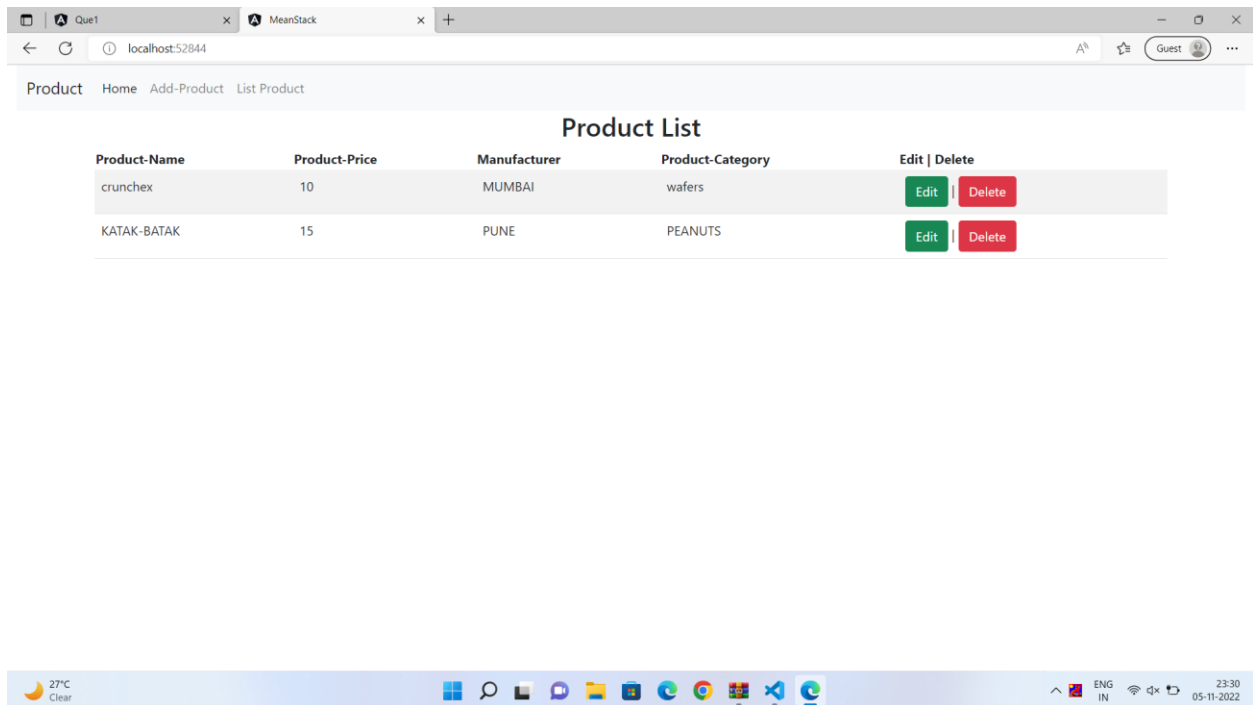 Que1 MeanStack
localhost:52844 Guest
Product Home Add-Product List Product
Product List
Product-Name Product-Price Manufacturer Product-Category Edit | Delete
crunchex 10 MUMBAI wafers Edit | Delete
KATAK-BATAK 15 PUNE PEANUTS Edit | Delete
27°C ENG 23:30
Clear IN 05-11-2022